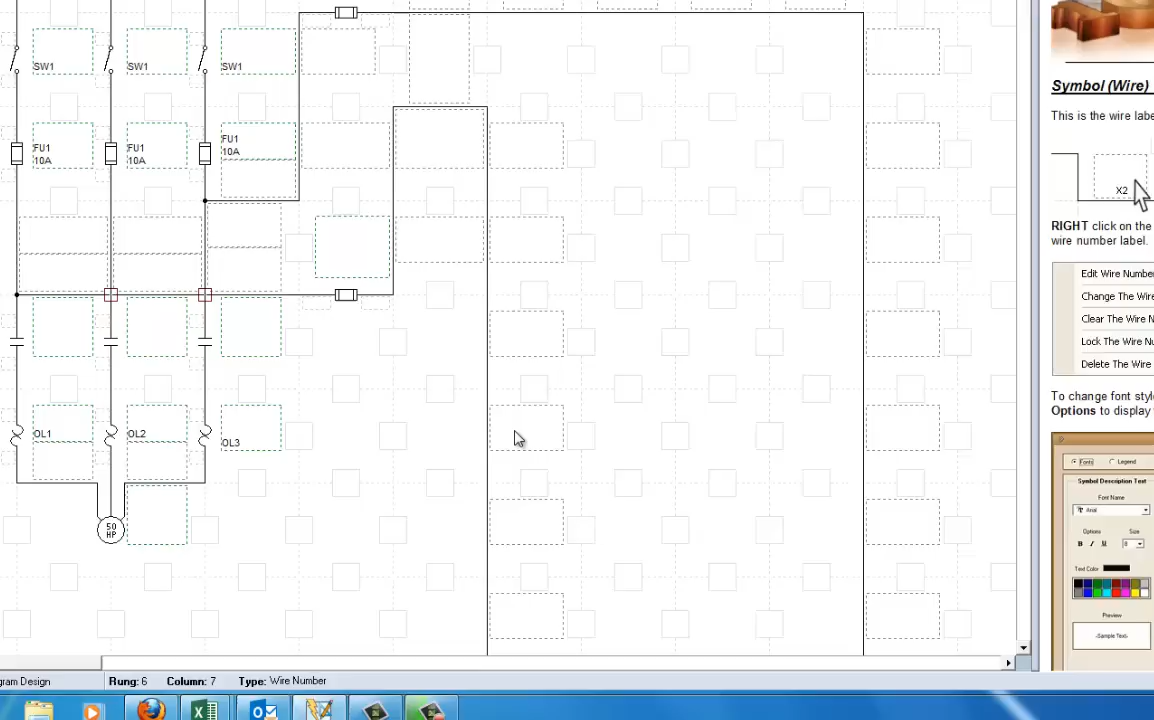 SW1 SW1 SW1
FU1 FU1 FU1
10A 10A 10A
OL1 OL2 OL3
50
HP
Symbol (Wire)
This is the wire labe
X2
RIGHT click on the
wire number label.
Edit Wire Number
Change The Wire
Clear The Wire N
Lock The Wire Nu
Delete The Wire
To change font style
Options to display
Fonts Legend
Symbol Description Text
Font Name
Arial
Options Size
B I U 8
Text Color
Preview
-Sample Text-
gram Design Rung: 6 Column: 7 Type: Wire Number